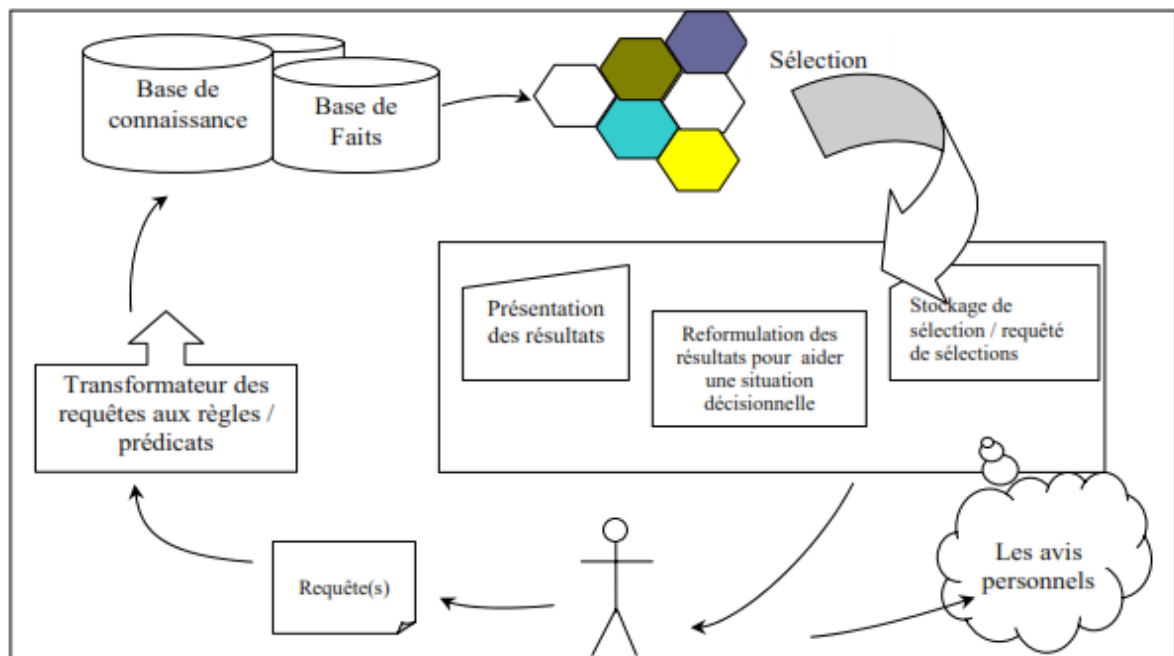 Base de
connaissance
Base de
Faits
Sélection
Présentation
des résultats
Reformulation des
résultats pour aider
une situation
décisionnelle
Stockage de
sélection / requêté
de sélections
Transformateur des
requêtes aux règles /
prédicats
Requête(s)
Les avis
personnels